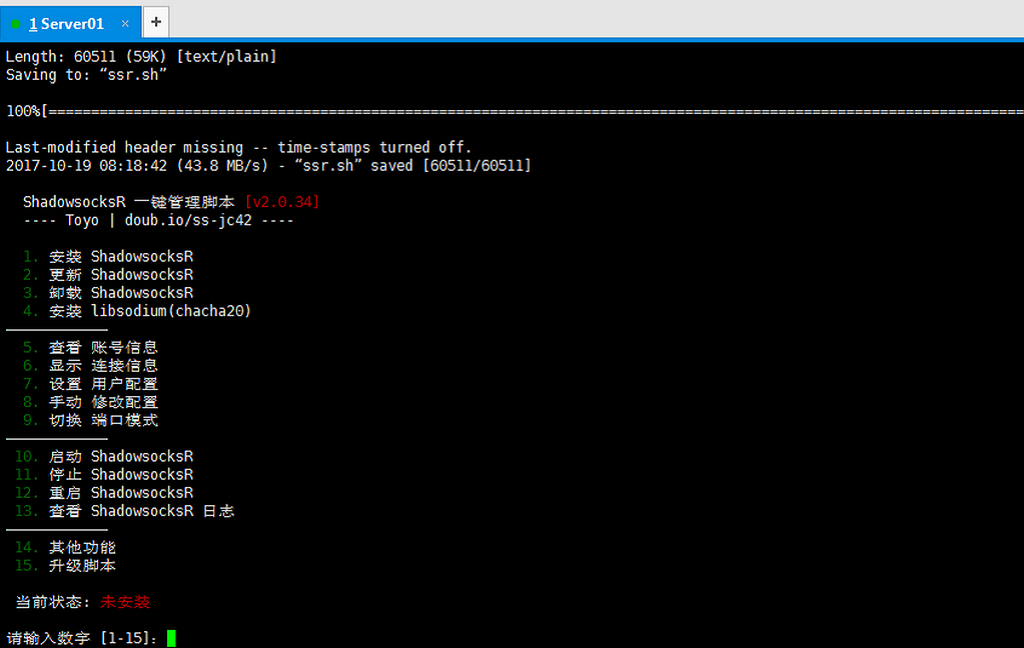 1 Server01 × +
Length: 60511 (59K) [text/plain]
Saving to: “ssr.sh”
100%[===================================================================================================================
Last-modified header missing -- time-stamps turned off.
2017-10-19 08:18:42 (43.8 MB/s) - “ssr.sh” saved [60511/60511]
ShadowsocksR 一键管理脚本 [v2.0.34]
---- Toyo | doub.io/ss-jc42 ----
1. 安装 ShadowsocksR
2. 更新 ShadowsocksR
3. 卸载 ShadowsocksR
4. 安装 libsodium(chacha20)
————————————
5. 查看 账号信息
6. 显示 连接信息
7. 设置 用户配置
8. 手动 修改配置
9. 切换 端口模式
————————————
10. 启动 ShadowsocksR
11. 停止 ShadowsocksR
12. 重启 ShadowsocksR
13. 查看 ShadowsocksR 日志
————————————
14. 其他功能
15. 升级脚本
当前状态: 未安装
请输入数字 [1-15]: